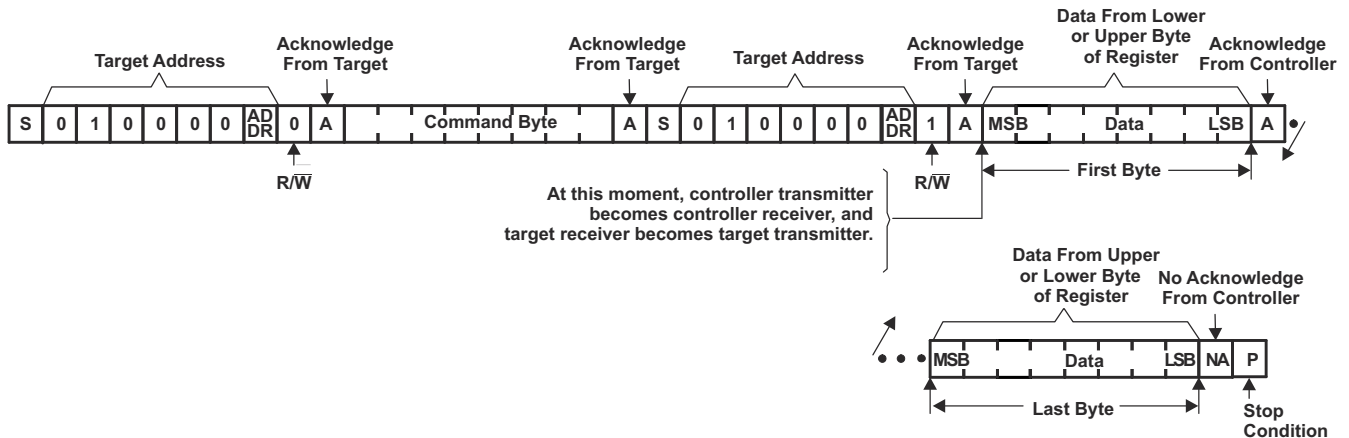 Target Address
Acknowledge
From Target
Acknowledge
From Target
Target Address
Acknowledge
From Target
Data From Lower
or Upper Byte
of Register
Acknowledge
From Controller
S 0 1 0 0 0 0 AD DR 0 A Command Byte A S 0 1 0 0 0 0 AD DR 1 A MSB Data LSB A
R/W̅
R/W̅
First Byte
At this moment, controller transmitter
becomes controller receiver, and
target receiver becomes target transmitter.
Data From Upper
or Lower Byte
of Register
No Acknowledge
From Controller
MSB Data LSB NA P
Last Byte
Stop
Condition